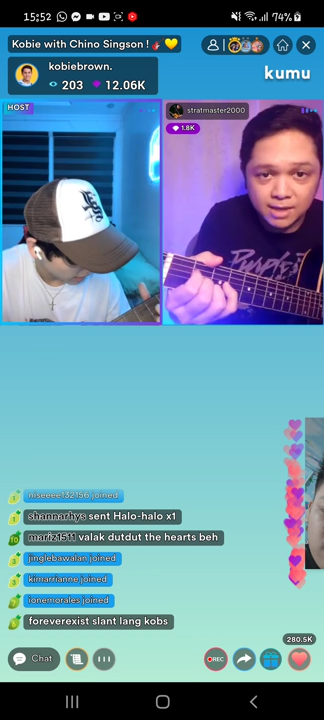 15:52
74%
Kobie with Chino Singson !
kobiebrown.
203 12.06K
kumu
HOST
stratmaster2000
1.8K
niseeee132156 joined
shannarhys sent Halo-halo x1
mariz1511 valak dutdut the hearts beh
jinglebawalan joined
kimarrianne joined
ionemorales joined
foreverexist slant lang kobs
280.5K
Chat
REC